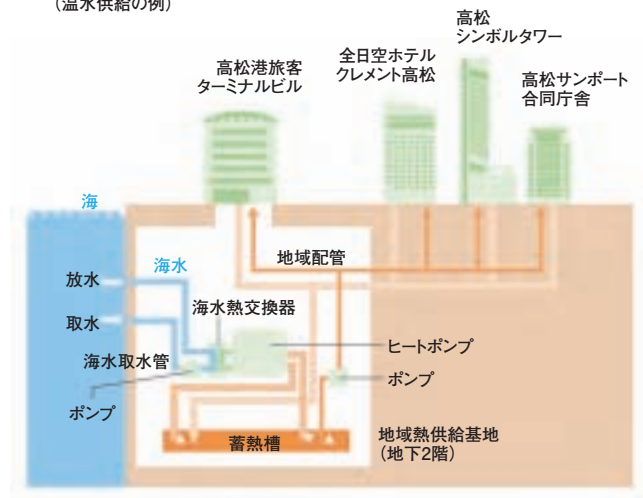 (温水供給の例)
高松
シンボルタワー
全日空ホテル
クレメント高松
高松港旅客
ターミナルビル
高松サンポート
合同庁舎
海
海水
地域配管
放水
海水熱交換器
取水
海水取水管
ヒートポンプ
ポンプ
ポンプ
蓄熱槽
地域熱供給基地
(地下2階)